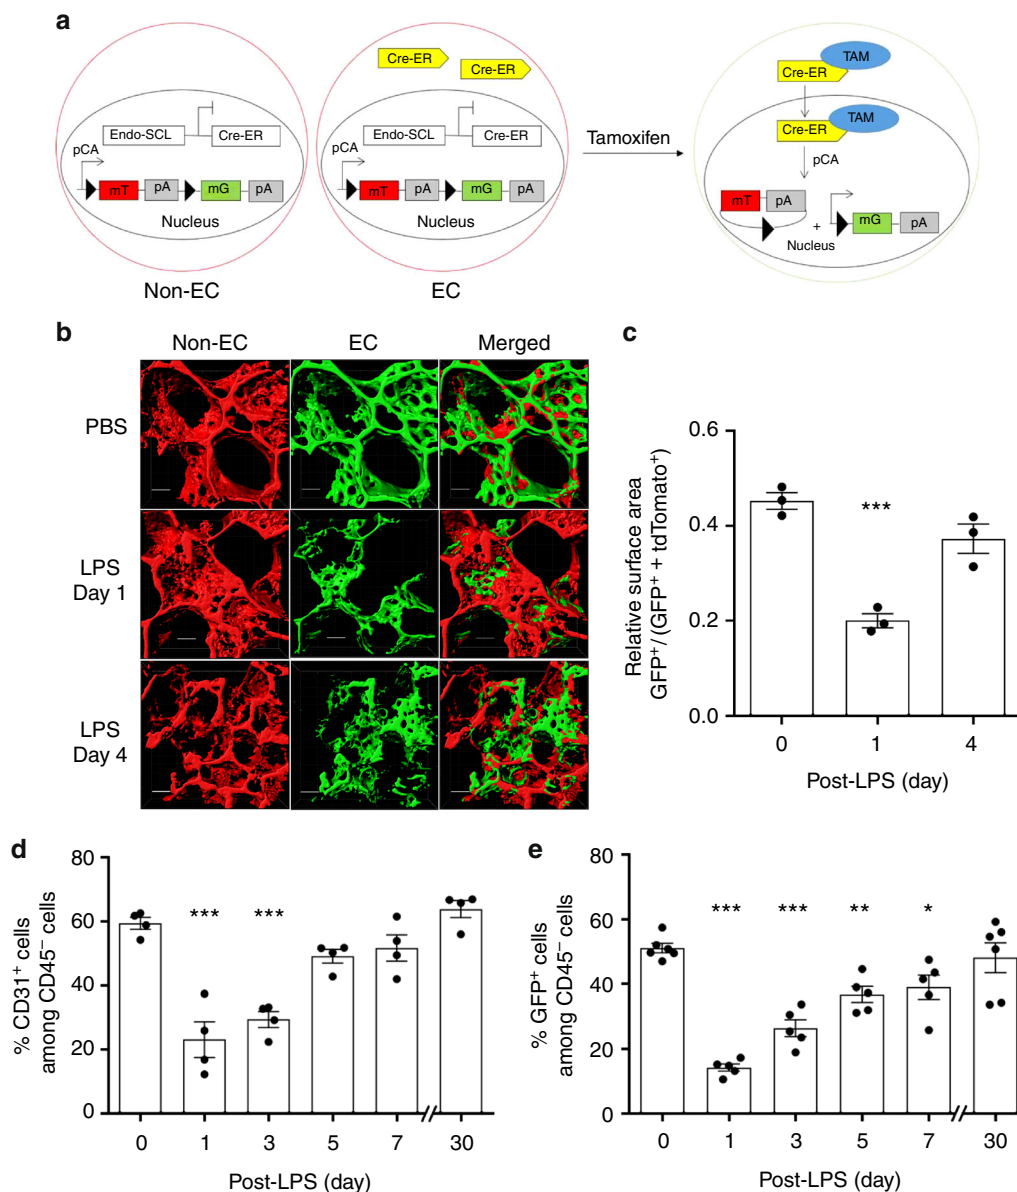 a
Cre-ER
Cre-ER
Endo-SCL
Cre-ER
pCA
mT
pA
mG
pA
Nucleus
Non-EC
Endo-SCL
Cre-ER
pCA
mT
pA
mG
pA
Nucleus
EC
Tamoxifen
TAM
Cre-ER
TAM
Cre-ER
pCA
mT
pA
+
mG
pA
Nucleus
b
Non-EC
EC
Merged
PBS
LPS
Day 1
LPS
Day 4
c
Relative surface area
GFP⁺/(GFP⁺ + tdTomato⁺)
0.6
0.4
0.2
0.0
***
0 1 4
Post-LPS (day)
d
% CD31⁺ cells
among CD45⁻ cells
80
60
40
20
0
*** ***
0 1 3 5 7 30
Post-LPS (day)
e
% GFP⁺ cells
among CD45⁻ cells
80
60
40
20
0
*** *** ** *
0 1 3 5 7 30
Post-LPS (day)